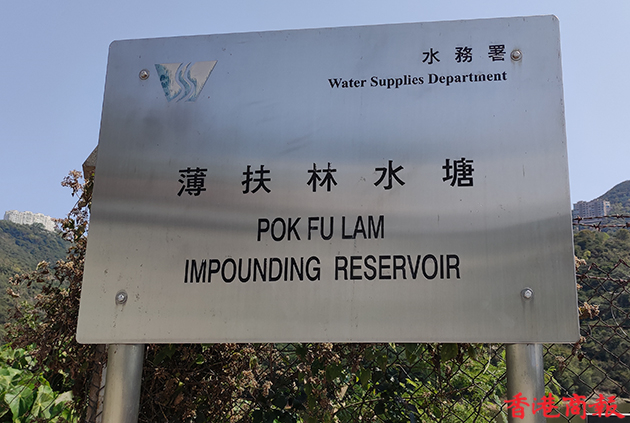 水務署
Water Supplies Department
薄扶林水塘
POK FU LAM
IMPOUNDING RESERVOIR
香港商報